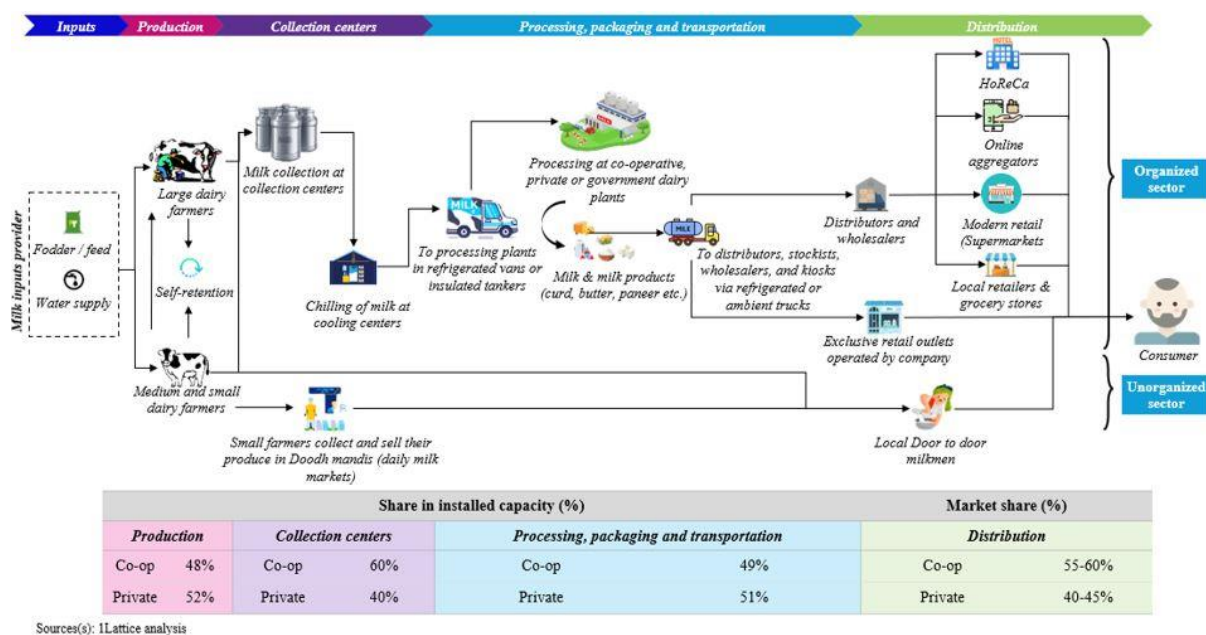 Inputs
Production
Collection centers
Processing, packaging and transportation
Distribution
Milk inputs provider
Fodder / feed
Water supply
Large dairy
farmers
Self-retention
Medium and small
dairy farmers
Milk collection at
collection centers
Chilling of milk at
cooling centers
Small farmers collect and sell their
produce in Doodh mandis (daily milk
markets)
MILK
To processing plants
in refrigerated vans or
insulated tankers
Processing at co-operative,
private or government dairy
plants
Milk & milk products
(curd, butter, paneer etc.)
MILK
To distributors, stockists,
wholesalers, and kiosks
via refrigerated or
ambient trucks
Distributors and
wholesalers
Exclusive retail outlets
operated by company
Local Door to door
milkmen
HOTEL
HoReCa
Online
aggregators
Modern retail
(Supermarkets
Local retailers &
grocery stores
Consumer
Organized
sector
Unorganized
sector
Share in installed capacity (%)
Market share (%)
Production
Collection centers
Processing, packaging and transportation
Distribution
Co-op 48% Co-op 60% Co-op 49% Co-op 55-60%
Private 52% Private 40% Private 51% Private 40-45%
Sources(s): 1Lattice analysis